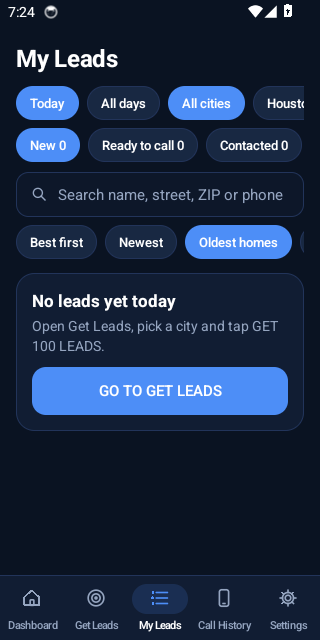 7:24
My Leads
Today All days All cities Housto
New 0 Ready to call 0 Contacted 0
Search name, street, ZIP or phone
Best first Newest Oldest homes
No leads yet today
Open Get Leads, pick a city and tap GET
100 LEADS.
GO TO GET LEADS
Dashboard Get Leads My Leads Call History Settings